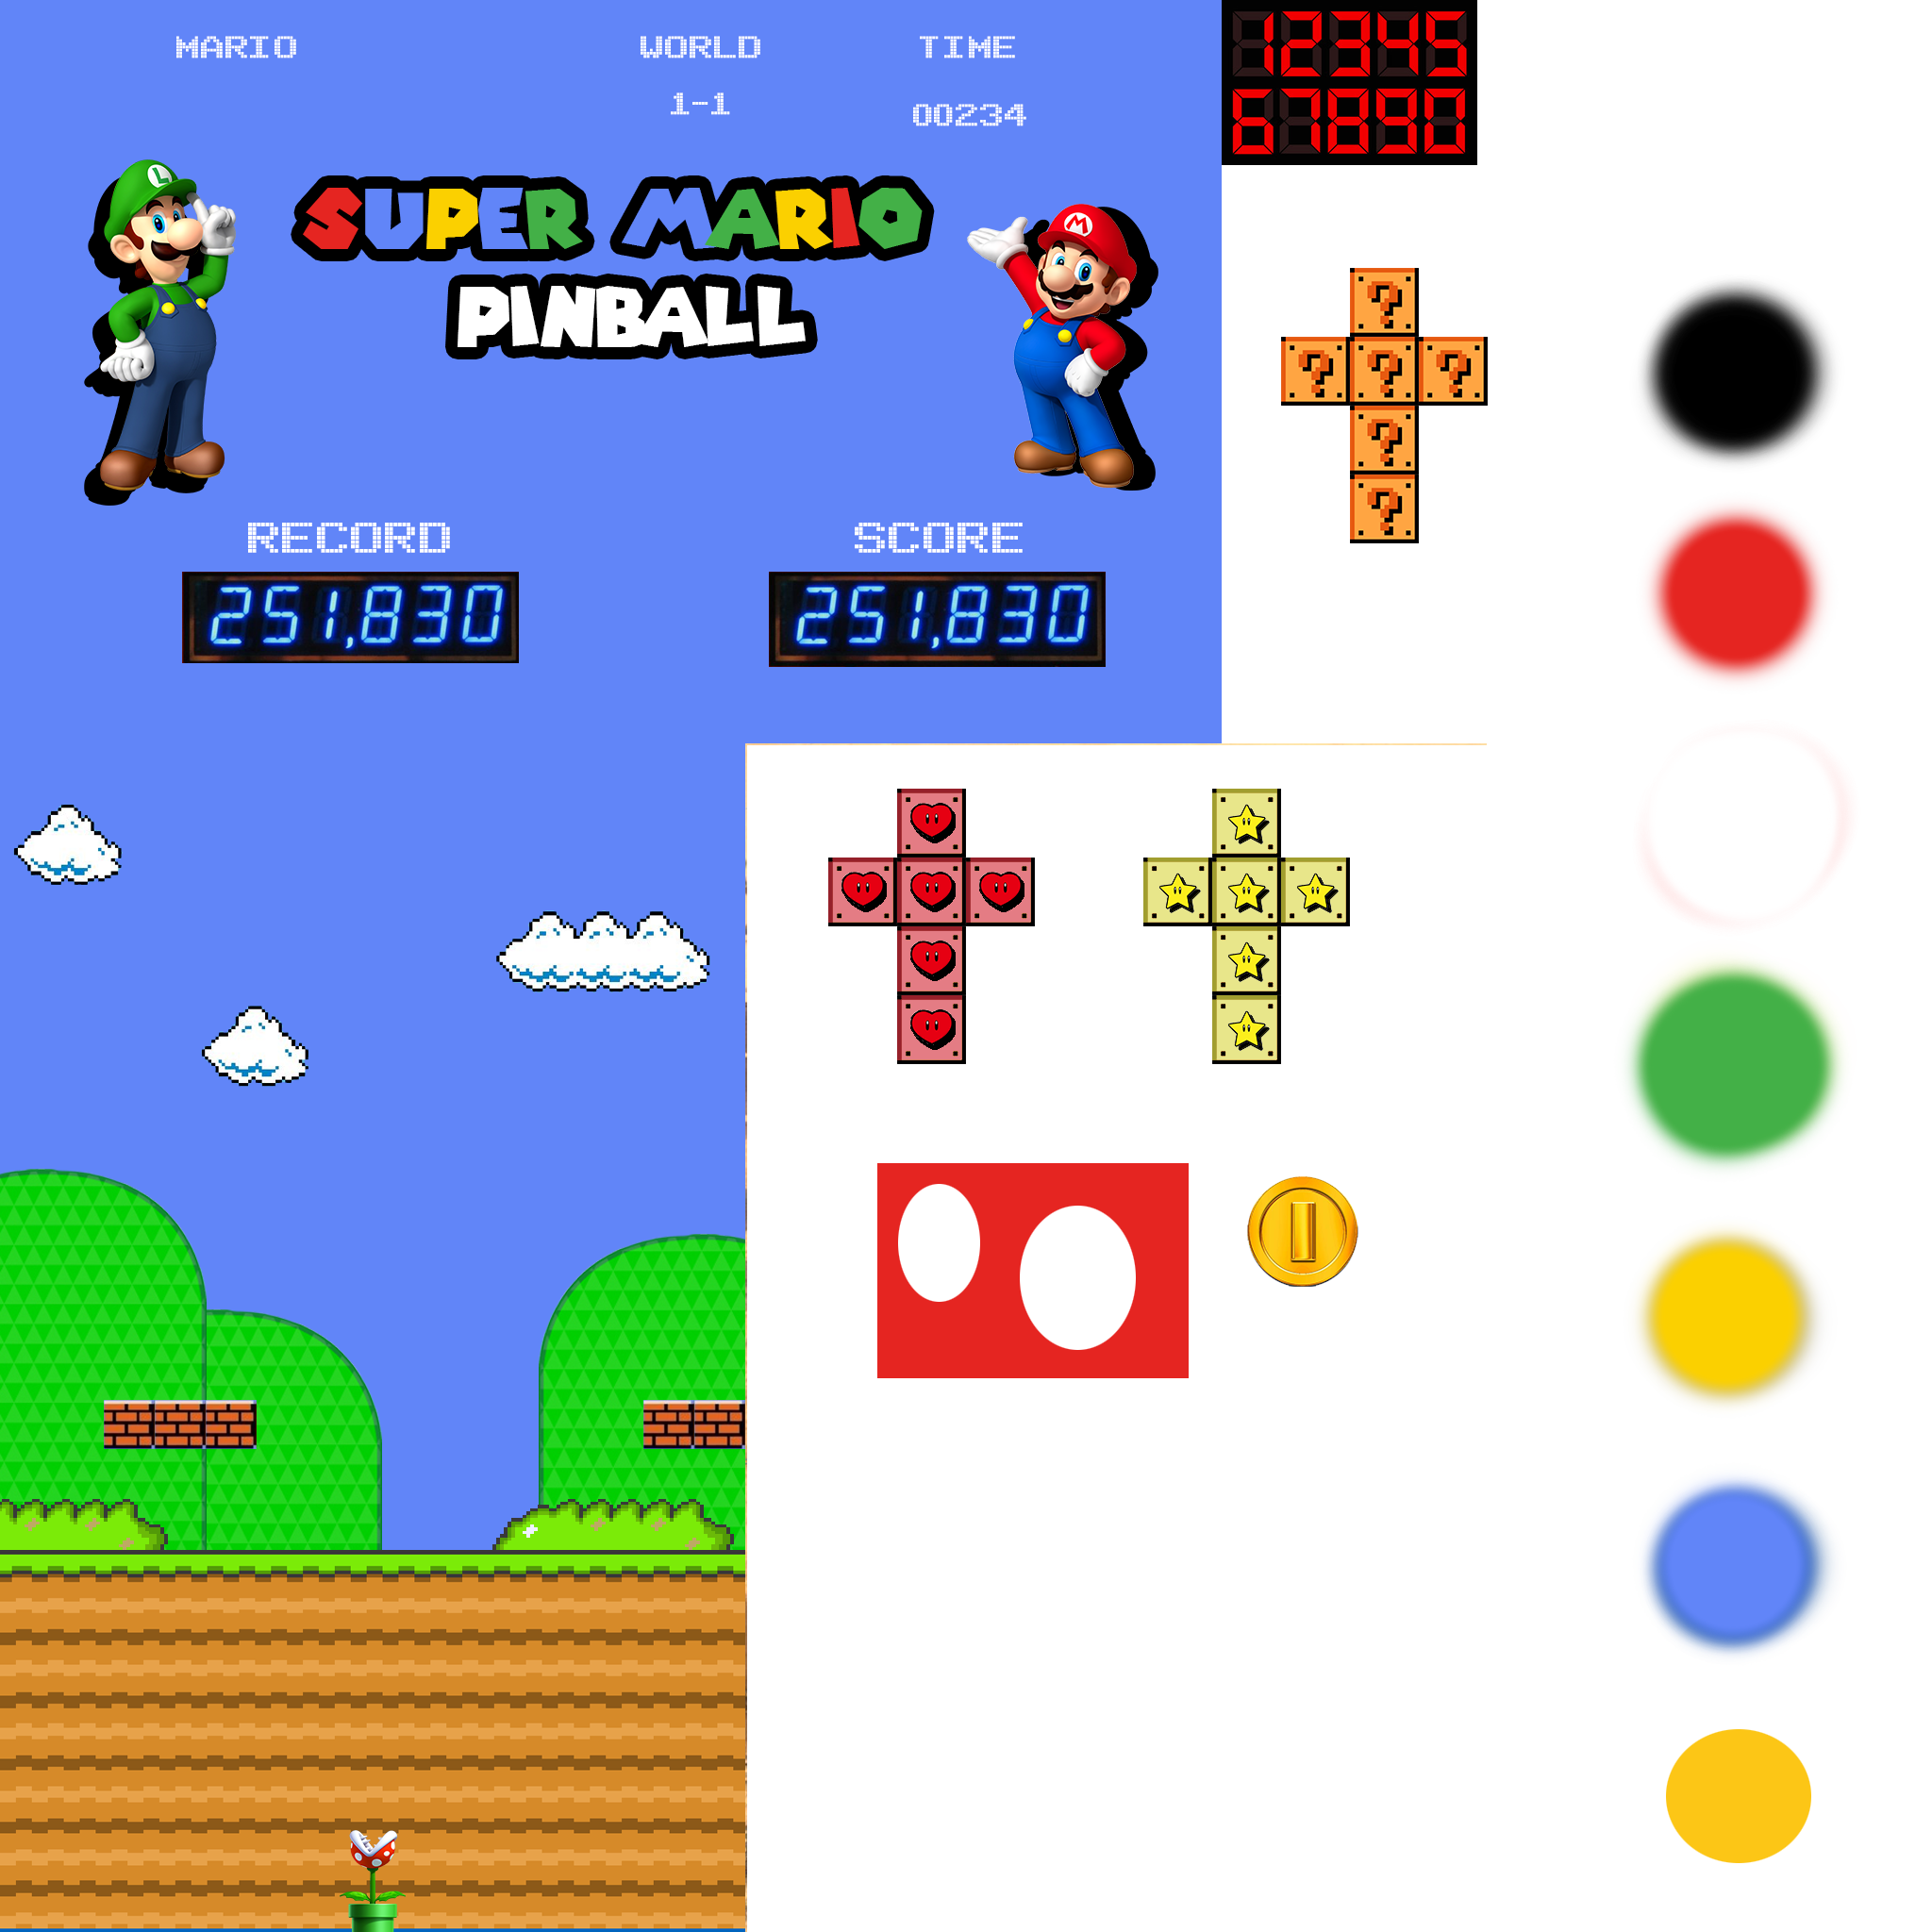 MARIO WORLD TIME
1-1 00234
12345
67890
L
SUPER MARIO
M
PINBALL
?
? ? ?
?
?
RECORD SCORE
251,830 251,830